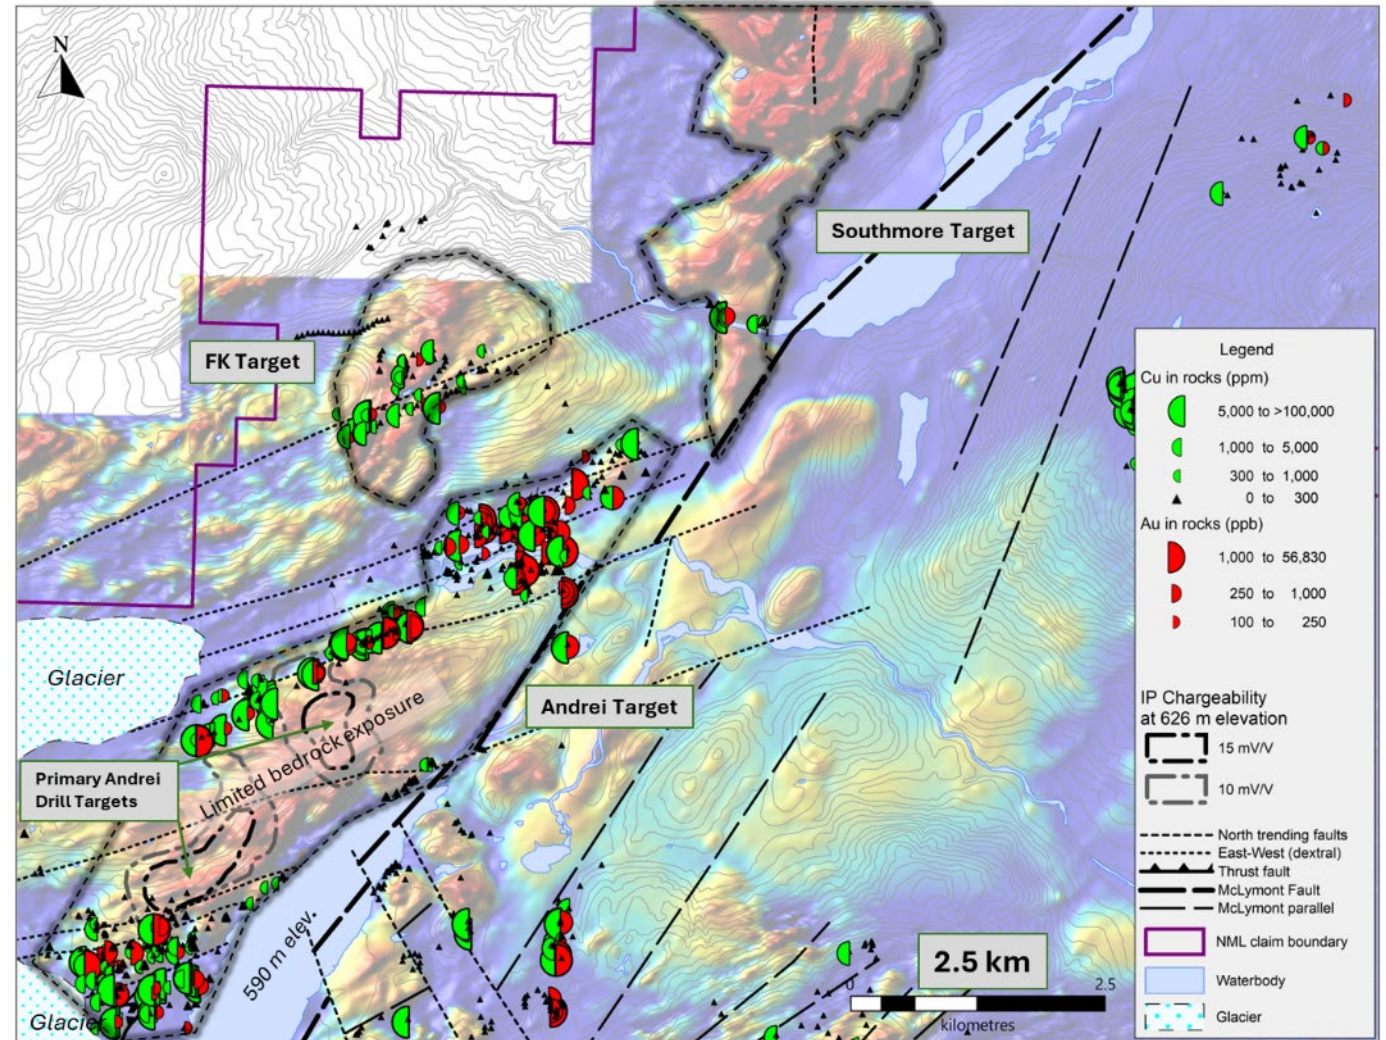 N
Southmore Target
FK Target
Glacier
Andrei Target
Limited bedrock exposure
Primary Andrei
Drill Targets
590 m elev.
Glacier
2.5 km
0
2.5
kilometres
Legend
Cu in rocks (ppm)
5,000 to >100,000
1,000 to 5,000
300 to 1,000
0 to 300
Au in rocks (ppb)
1,000 to 56,830
250 to 1,000
100 to 250
IP Chargeability
at 626 m elevation
15 mV/V
10 mV/V
North trending faults
East-West (dextral)
Thrust fault
McLymont Fault
McLymont parallel
NML claim boundary
Waterbody
Glacier